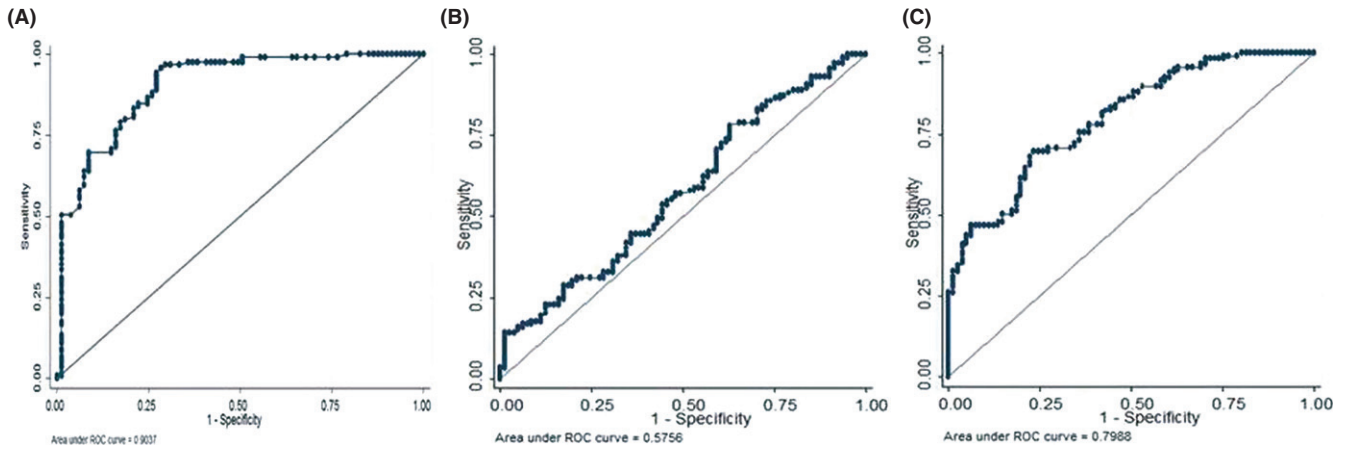 (A)
Sensitivity
1.00
0.75
0.50
0.25
0.00
0.00 0.25 0.50 0.75 1.00
1 - Specificity
Area under ROC curve = 0.9037
(B)
Sensitivity
1.00
0.75
0.50
0.25
0.00
0.00 0.25 0.50 0.75 1.00
1 - Specificity
Area under ROC curve = 0.5756
(C)
Sensitivity
1.00
0.75
0.50
0.25
0.00
0.00 0.25 0.50 0.75 1.00
1 - Specificity
Area under ROC curve = 0.7988